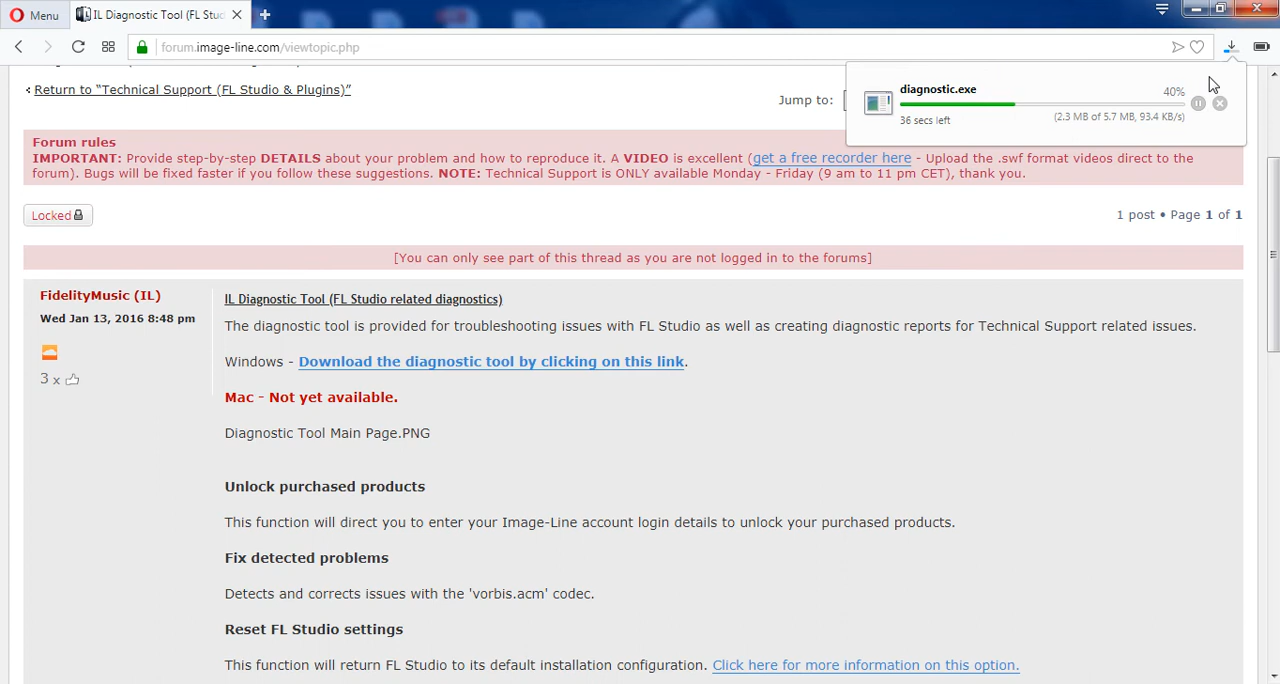 Menu
IL Diagnostic Tool (FL Stud
forum.image-line.com/viewtopic.php
diagnostic.exe
40%
36 secs left
(2.3 MB of 5.7 MB, 93.4 KB/s)
Return to "Technical Support (FL Studio & Plugins)"
Jump to:
Forum rules
IMPORTANT: Provide step-by-step DETAILS about your problem and how to reproduce it. A VIDEO is excellent (get a free recorder here - Upload the .swf format videos direct to the
forum). Bugs will be fixed faster if you follow these suggestions. NOTE: Technical Support is ONLY available Monday - Friday (9 am to 11 pm CET), thank you.
Locked
1 post • Page 1 of 1
[You can only see part of this thread as you are not logged in to the forums]
FidelityMusic (IL)
Wed Jan 13, 2016 8:48 pm
3 x
IL Diagnostic Tool (FL Studio related diagnostics)
The diagnostic tool is provided for troubleshooting issues with FL Studio as well as creating diagnostic reports for Technical Support related issues.
Windows - Download the diagnostic tool by clicking on this link.
Mac - Not yet available.
Diagnostic Tool Main Page.PNG
Unlock purchased products
This function will direct you to enter your Image-Line account login details to unlock your purchased products.
Fix detected problems
Detects and corrects issues with the 'vorbis.acm' codec.
Reset FL Studio settings
This function will return FL Studio to its default installation configuration. Click here for more information on this option.